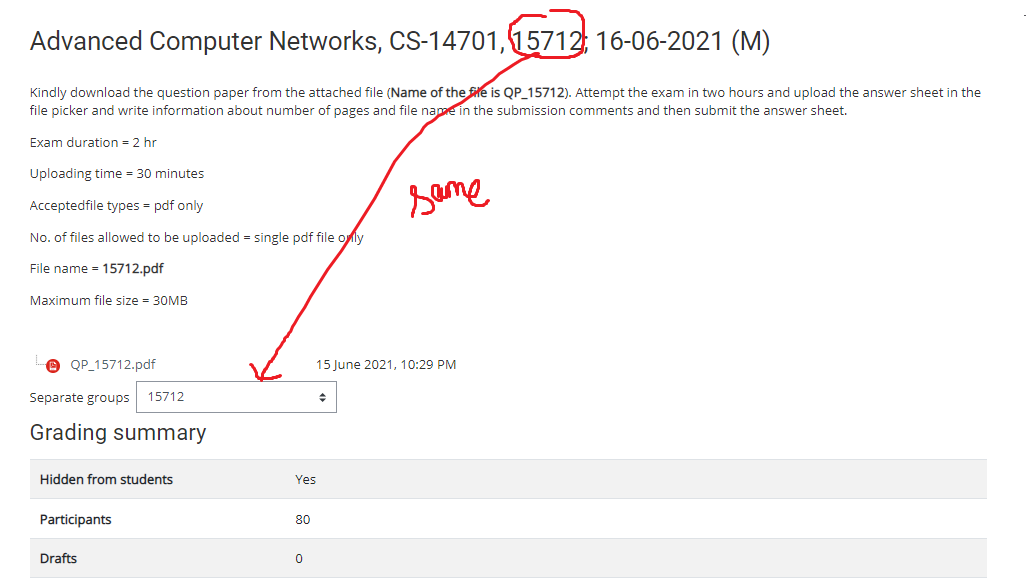 Advanced Computer Networks, CS-14701, 15712; 16-06-2021 (M)
Kindly download the question paper from the attached file (Name of the file is QP_15712). Attempt the exam in two hours and upload the answer sheet in the
file picker and write information about number of pages and file name in the submission comments and then submit the answer sheet.
Exam duration = 2 hr
Uploading time = 30 minutes
same
Acceptedfile types = pdf only
No. of files allowed to be uploaded = single pdf file only
File name = 15712.pdf
Maximum file size = 30MB
QP_15712.pdf 15 June 2021, 10:29 PM
Separate groups 15712
Grading summary
Hidden from students Yes
Participants 80
Drafts 0